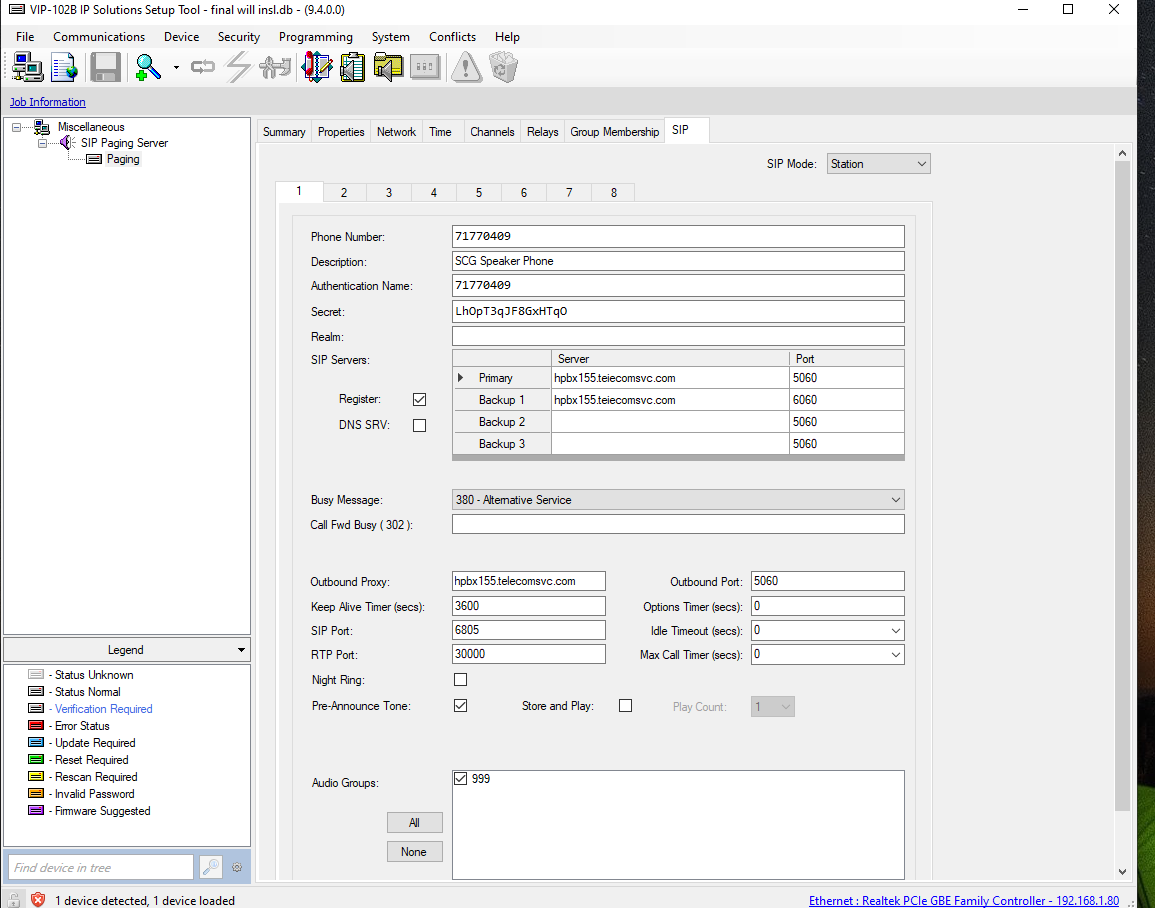 VIP-102B IP Solutions Setup Tool - final will insl.db - (9.4.0.0)
File Communications Device Security Programming System Conflicts Help
Job Information
Miscellaneous
SIP Paging Server
Paging
Summary Properties Network Time Channels Relays Group Membership SIP
SIP Mode: Station
1 2 3 4 5 6 7 8
Phone Number: 71770409
Description: SCG Speaker Phone
Authentication Name: 71770409
Secret: LhOpT3qJF8GxHTqO
Realm:
SIP Servers: Server Port
Primary hpbx155.teiecomsvc.com 5060
Register: Backup 1 hpbx155.teiecomsvc.com 6060
DNS SRV: Backup 2 5060
Backup 3 5060
Busy Message: 380 - Alternative Service
Call Fwd Busy ( 302 ):
Outbound Proxy: hpbx155.telecomsvc.com Outbound Port: 5060
Keep Alive Timer (secs): 3600 Options Timer (secs): 0
SIP Port: 6805 Idle Timeout (secs): 0
RTP Port: 30000 Max Call Timer (secs): 0
Night Ring:
Pre-Announce Tone: Store and Play: Play Count: 1
Audio Groups: 999
All
None
Legend
- Status Unknown
- Status Normal
- Verification Required
- Error Status
- Update Required
- Reset Required
- Rescan Required
- Invalid Password
- Firmware Suggested
Find device in tree
1 device detected, 1 device loaded
Ethernet : Realtek PCIe GBE Family Controller - 192.168.1.80